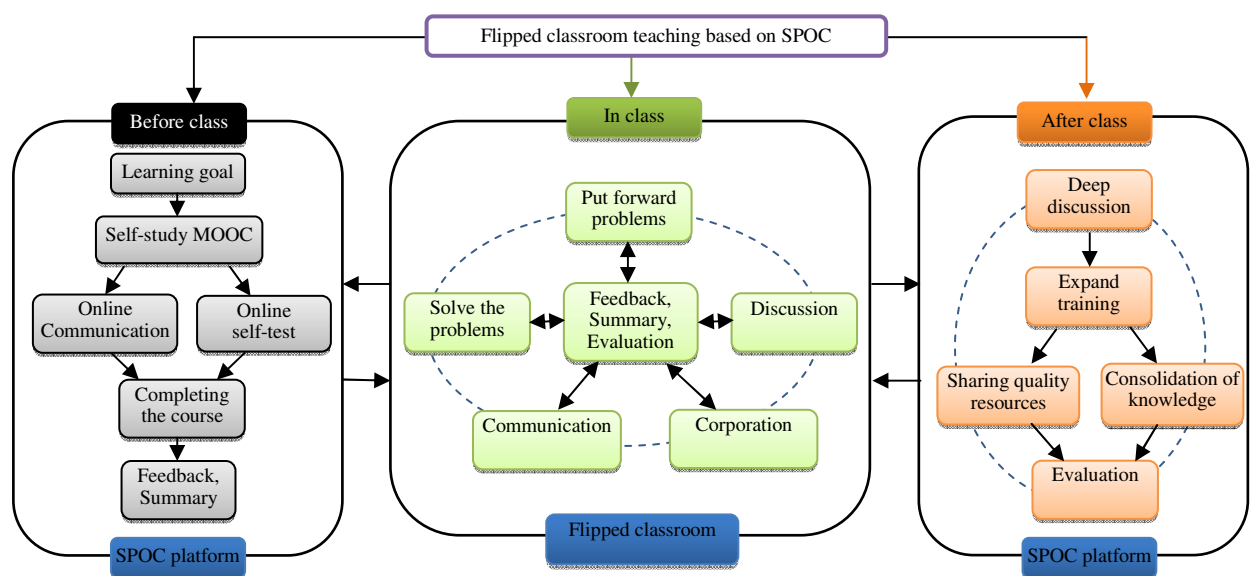 Flipped classroom teaching based on SPOC
Before class
Learning goal
Self-study MOOC
Online
Communication
Online
self-test
Completing
the course
Feedback,
Summary
SPOC platform
In class
Put forward
problems
Solve the
problems
Feedback,
Summary,
Evaluation
Discussion
Communication
Corporation
Flipped classroom
After class
Deep
discussion
Expand
training
Sharing quality
resources
Consolidation of
knowledge
Evaluation
SPOC platform